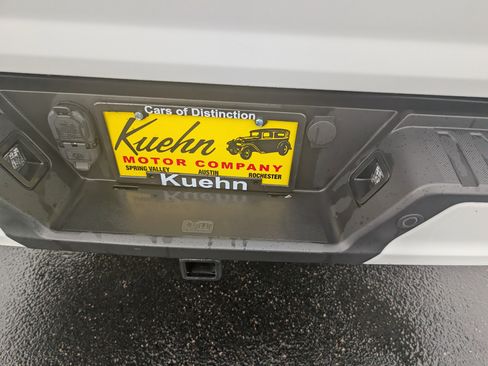 Cars of Distinction
Kuehn
MOTOR COMPANY
SPRING VALLEY AUSTIN ROCHESTER
Kuehn